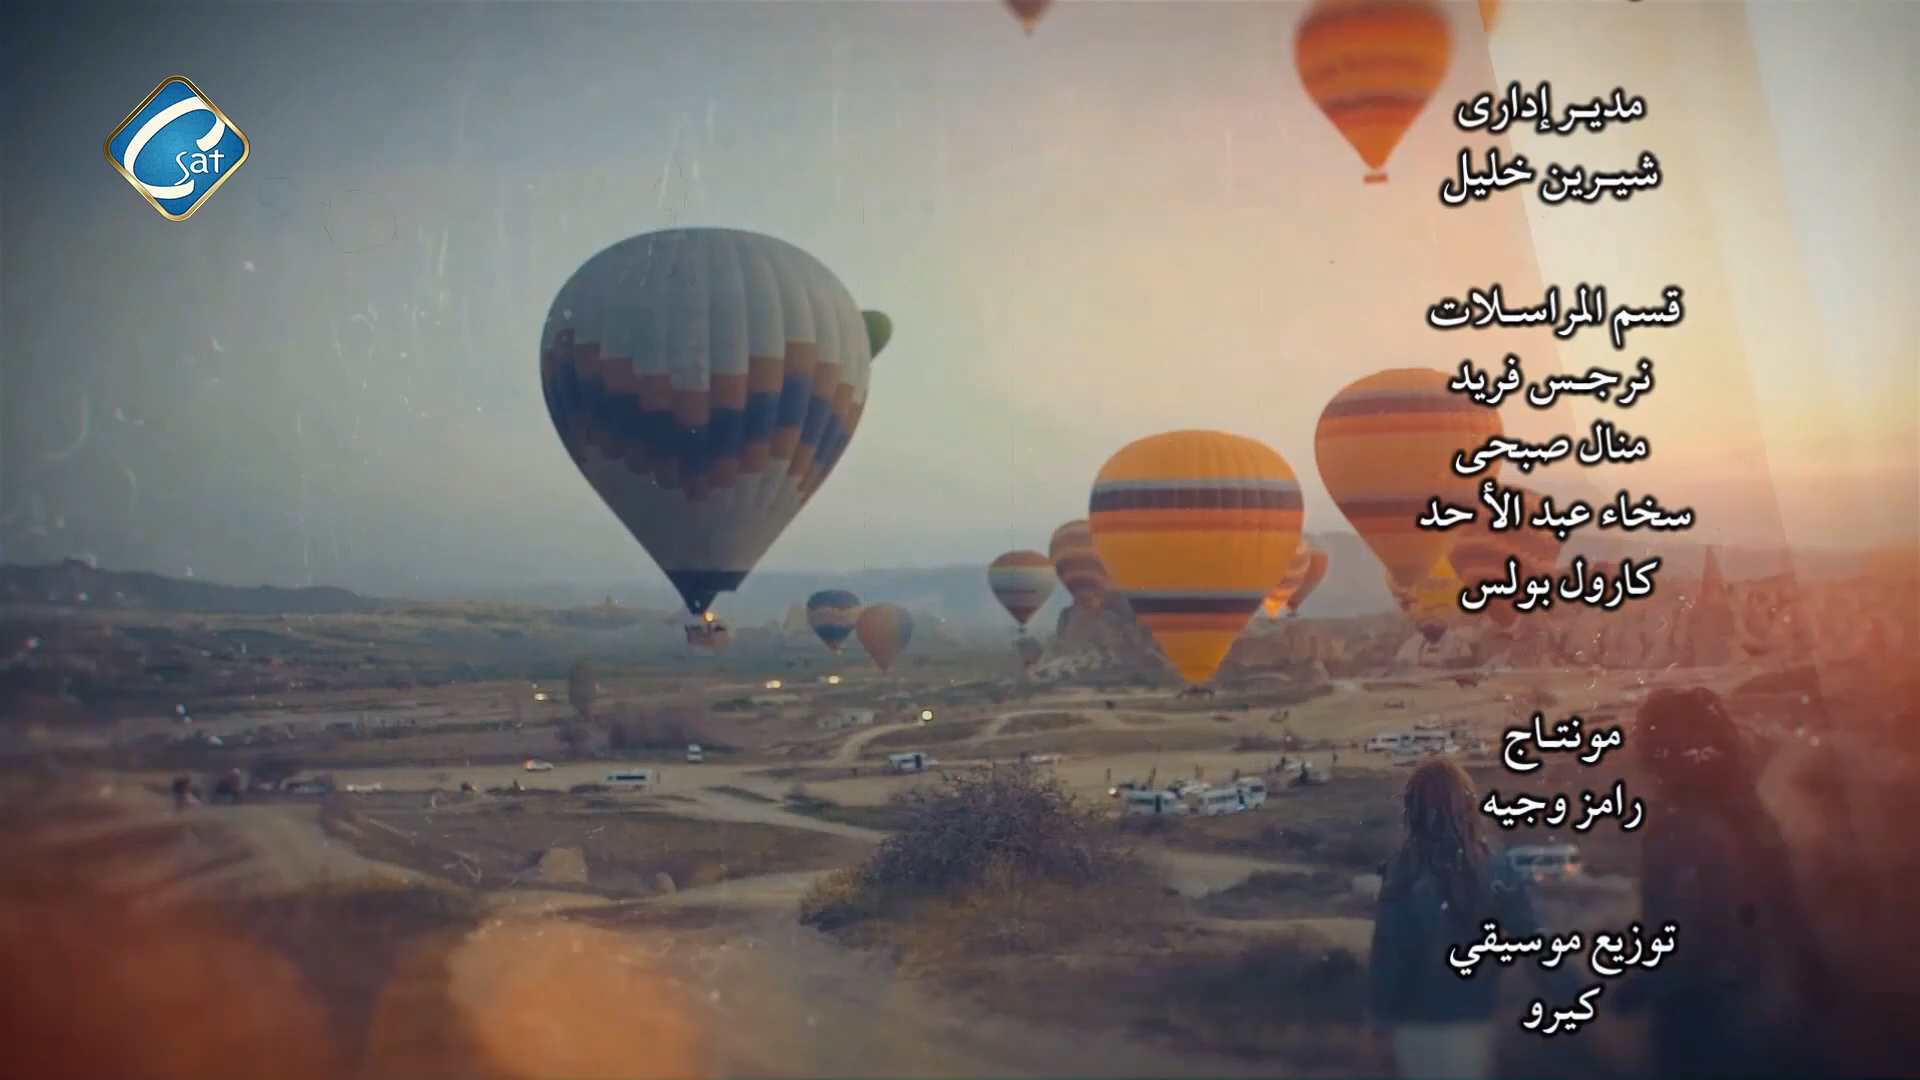 C sat
مدير إدارى
شيرين خليل
قسم المراسلات
نرجس فريد
منال صبحى
سخاء عبد الأحد
كارول بولس
مونتاج
رامز وجيه
توزيع موسيقي
كيرو